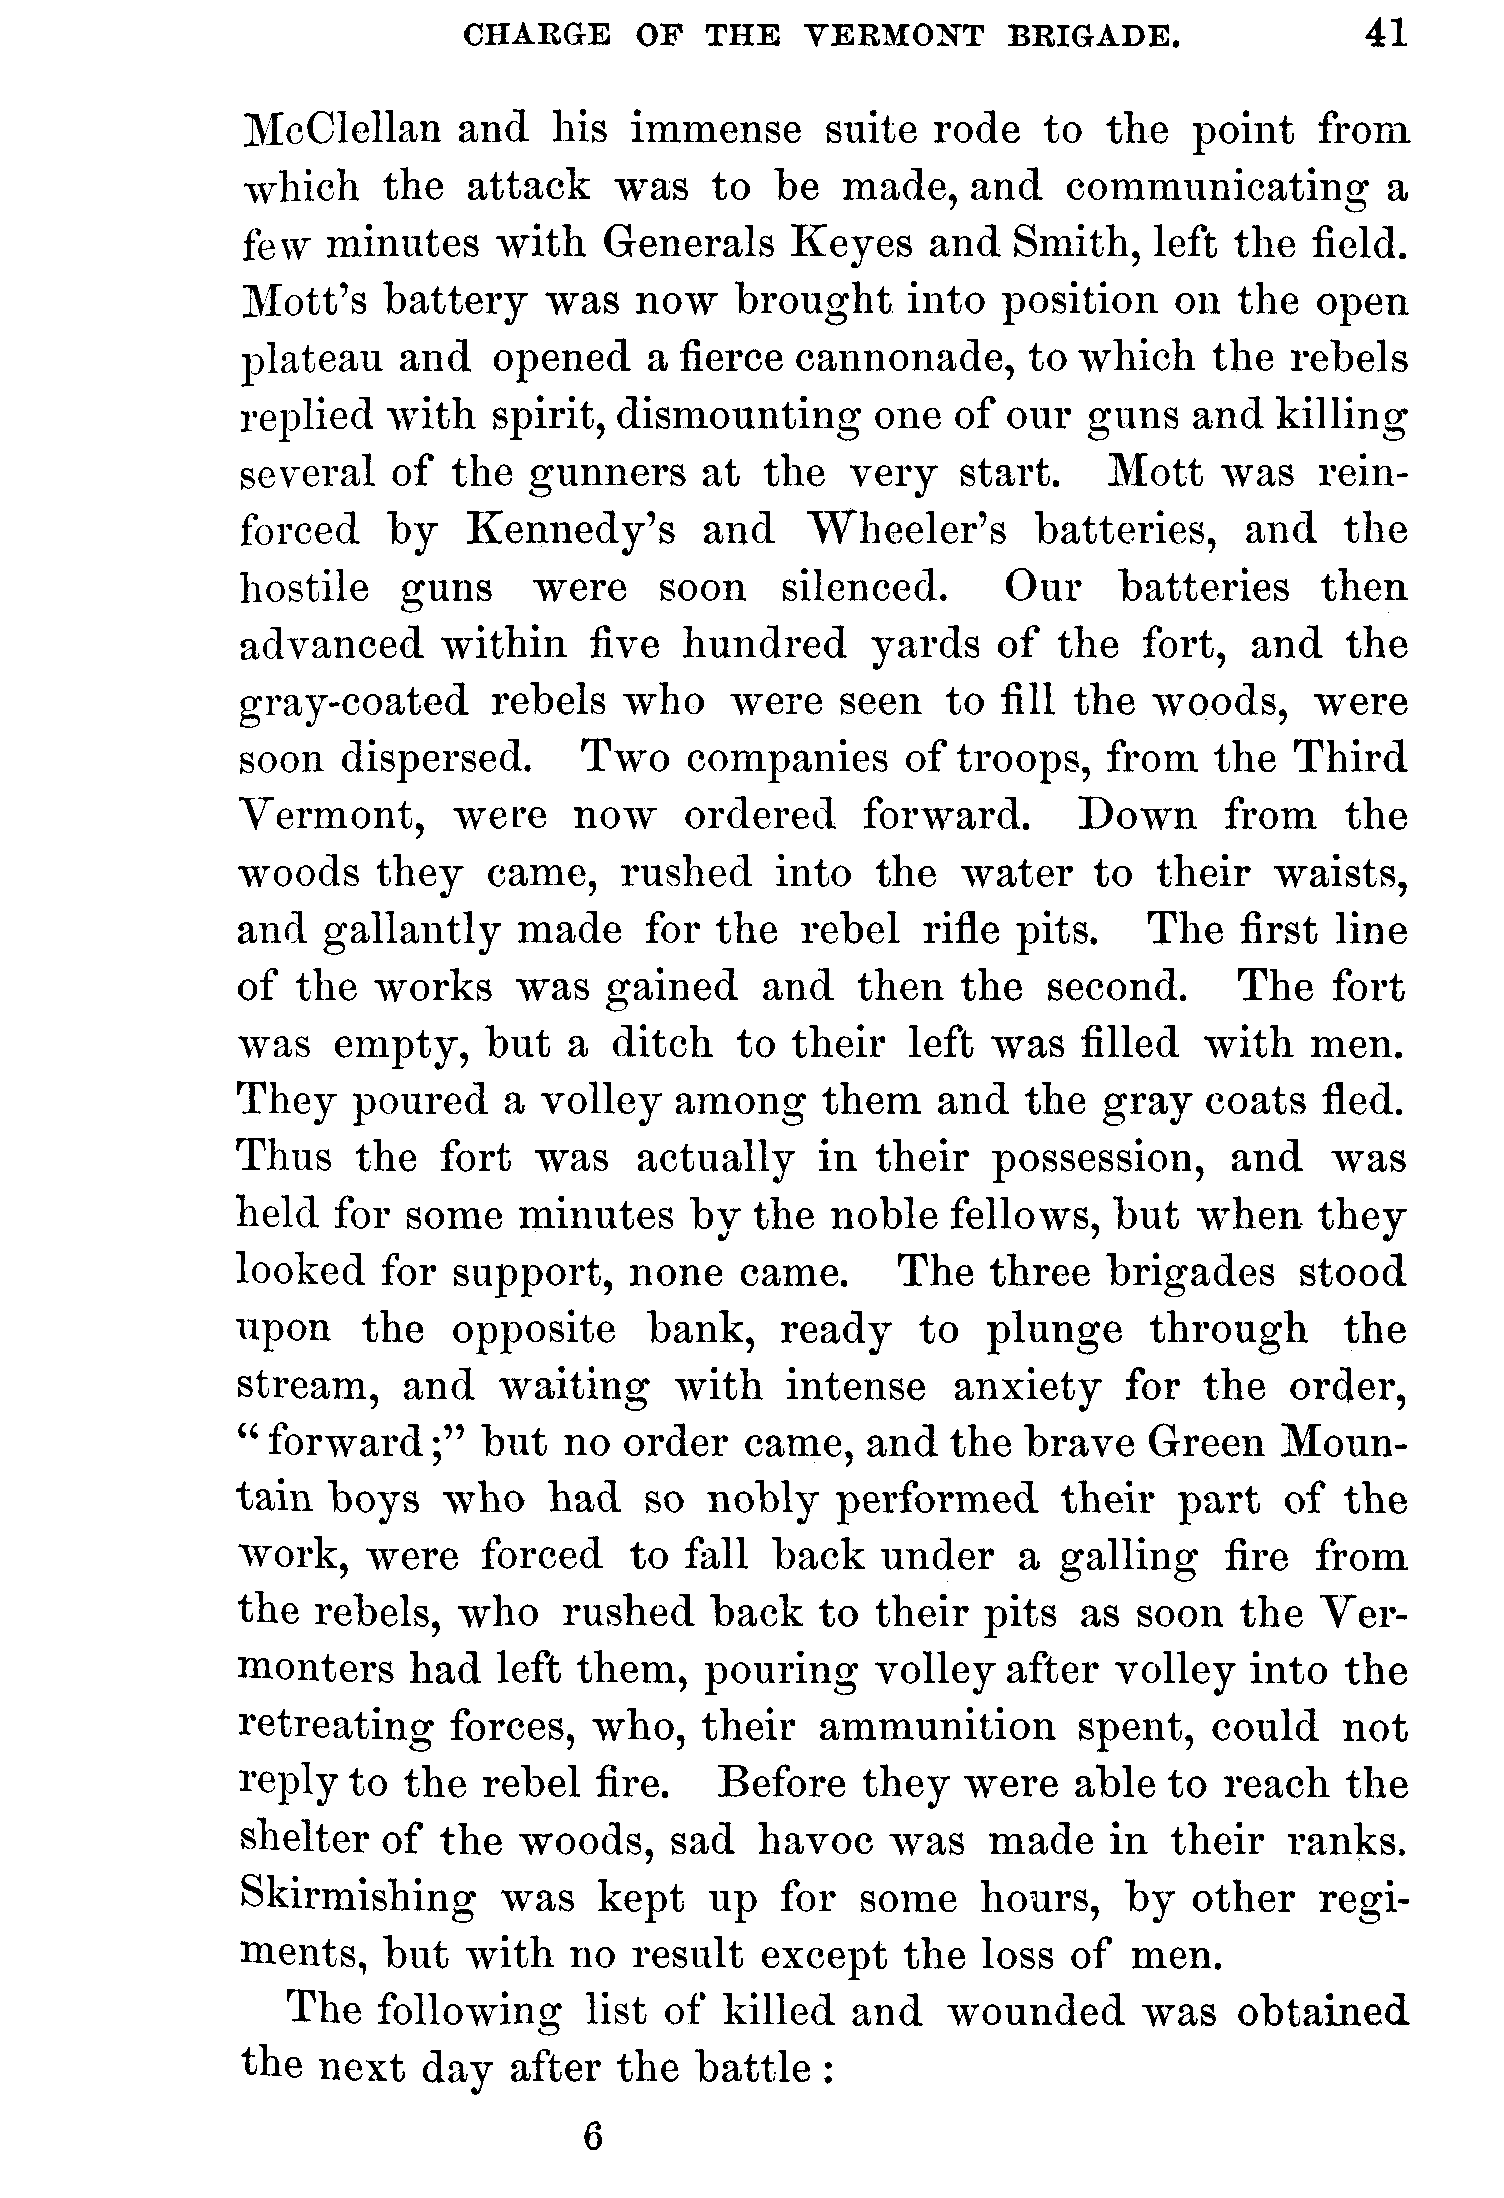 CHARGE OF THE VERMONT BRIGADE. 41
McClellan and his immense suite rode to the point from
which the attack was to be made, and communicating a
few minutes with Generals Keyes and Smith, left the field.
Mott's battery was now brought into position on the open
plateau and opened a fierce cannonade, to which the rebels
replied with spirit, dismounting one of our guns and killing
several of the gunners at the very start. Mott was rein-
forced by Kennedy's and Wheeler's batteries, and the
hostile guns were soon silenced. Our batteries then
advanced within five hundred yards of the fort, and the
gray-coated rebels who were seen to fill the woods, were
soon dispersed. Two companies of troops, from the Third
Vermont, were now ordered forward. Down from the
woods they came, rushed into the water to their waists,
and gallantly made for the rebel rifle pits. The first line
of the works was gained and then the second. The fort
was empty, but a ditch to their left was filled with men.
They poured a volley among them and the gray coats fled.
Thus the fort was actually in their possession, and was
held for some minutes by the noble fellows, but when they
looked for support, none came. The three brigades stood
upon the opposite bank, ready to plunge through the
stream, and waiting with intense anxiety for the order,
“forward;” but no order came, and the brave Green Moun-
tain boys who had so nobly performed their part of the
work, were forced to fall back under a galling fire from
the rebels, who rushed back to their pits as soon the Ver-
monters had left them, pouring volley after volley into the
retreating forces, who, their ammunition spent, could not
reply to the rebel fire. Before they were able to reach the
shelter of the woods, sad havoc was made in their ranks.
Skirmishing was kept up for some hours, by other regi-
ments, but with no result except the loss of men.
The following list of killed and wounded was obtained
the next day after the battle:
6